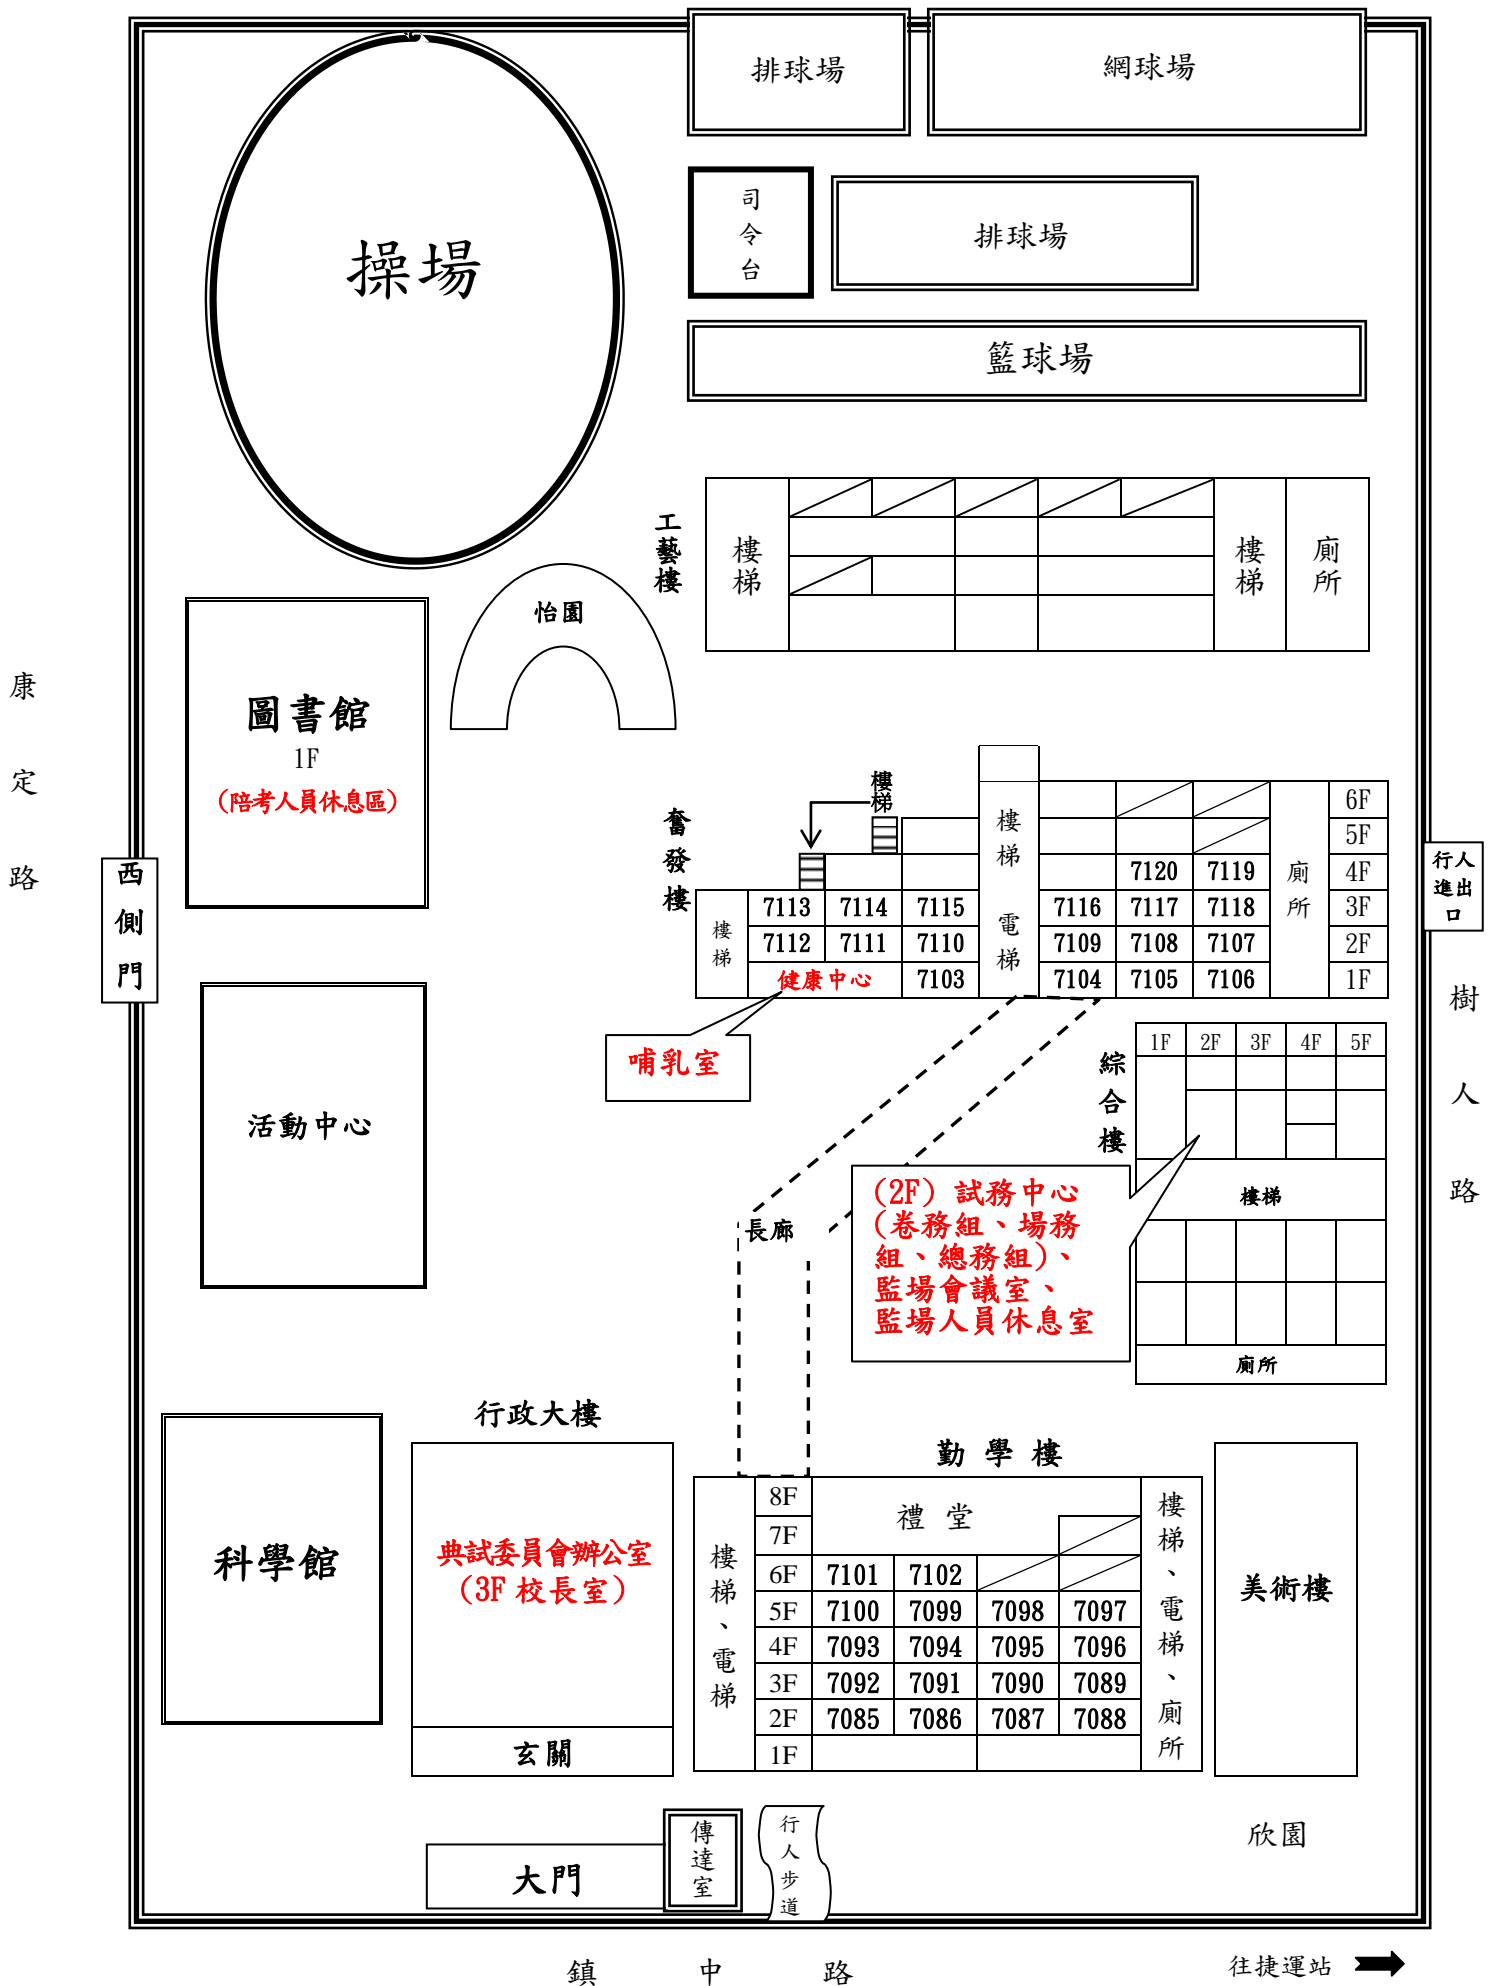 排球場
網球場
司令台
排球場
操場
籃球場
工藝樓
樓梯
樓梯
廁所
怡園
圖書館
1F
(陪考人員休息區)
康定路
西側門
奮發樓
樓梯
樓梯 電梯
6F
5F
7120 7119 廁所 4F
樓梯 7113 7114 7115 7116 7117 7118 3F
7112 7111 7110 7109 7108 7107 2F
健康中心 7103 7104 7105 7106 1F
行人進出口
樹人路
哺乳室
綜合樓
1F 2F 3F 4F 5F
樓梯
廁所
活動中心
長廊
(2F) 試務中心
(卷務組、場務
組、總務組)、
監場會議室、
監場人員休息室
行政大樓
典試委員會辦公室
(3F 校長室)
玄關
科學館
勤學樓
樓梯、電梯
8F 禮堂
7F
6F 7101 7102
5F 7100 7099 7098 7097
4F 7093 7094 7095 7096
3F 7092 7091 7090 7089
2F 7085 7086 7087 7088
1F
樓梯、電梯、廁所
美術樓
大門
傳達室
行人步道
欣園
鎮中路
往捷運站